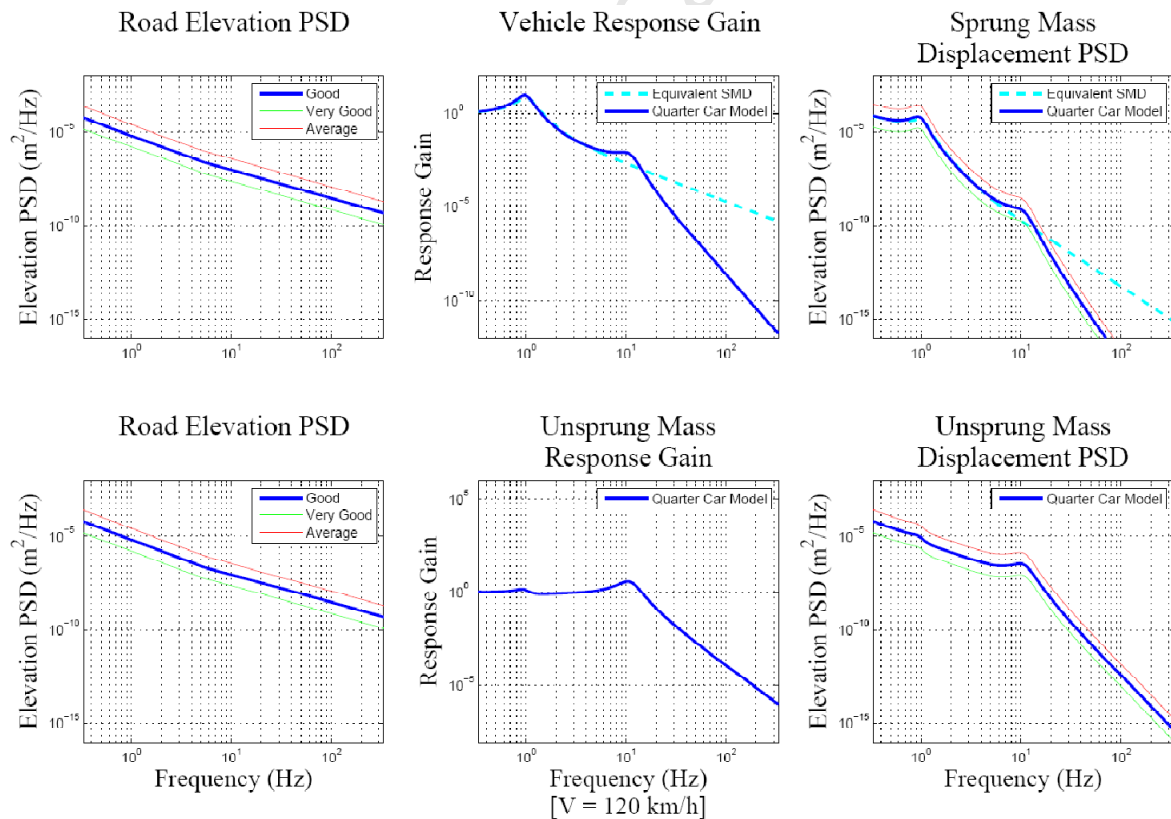 Road Elevation PSD
Elevation PSD (m²/Hz)
10⁻⁵
10⁻¹⁰
10⁻¹⁵
10⁰
10¹
10²
Good
Very Good
Average
Vehicle Response Gain
Response Gain
10⁰
10⁻⁵
10⁻¹⁰
10⁰
10¹
10²
Equivalent SMD
Quarter Car Model
Sprung Mass
Displacement PSD
Elevation PSD (m²/Hz)
10⁻⁵
10⁻¹⁰
10⁻¹⁵
10⁰
10¹
10²
Equivalent SMD
Quarter Car Model
Road Elevation PSD
Elevation PSD (m²/Hz)
10⁻⁵
10⁻¹⁰
10⁻¹⁵
10⁰
10¹
10²
Good
Very Good
Average
Frequency (Hz)
Unsprung Mass
Response Gain
Response Gain
10⁵
10⁰
10⁻⁵
10⁰
10¹
10²
Quarter Car Model
Frequency (Hz)
[V = 120 km/h]
Unsprung Mass
Displacement PSD
Elevation PSD (m²/Hz)
10⁻⁵
10⁻¹⁰
10⁻¹⁵
10⁰
10¹
10²
Quarter Car Model
Frequency (Hz)